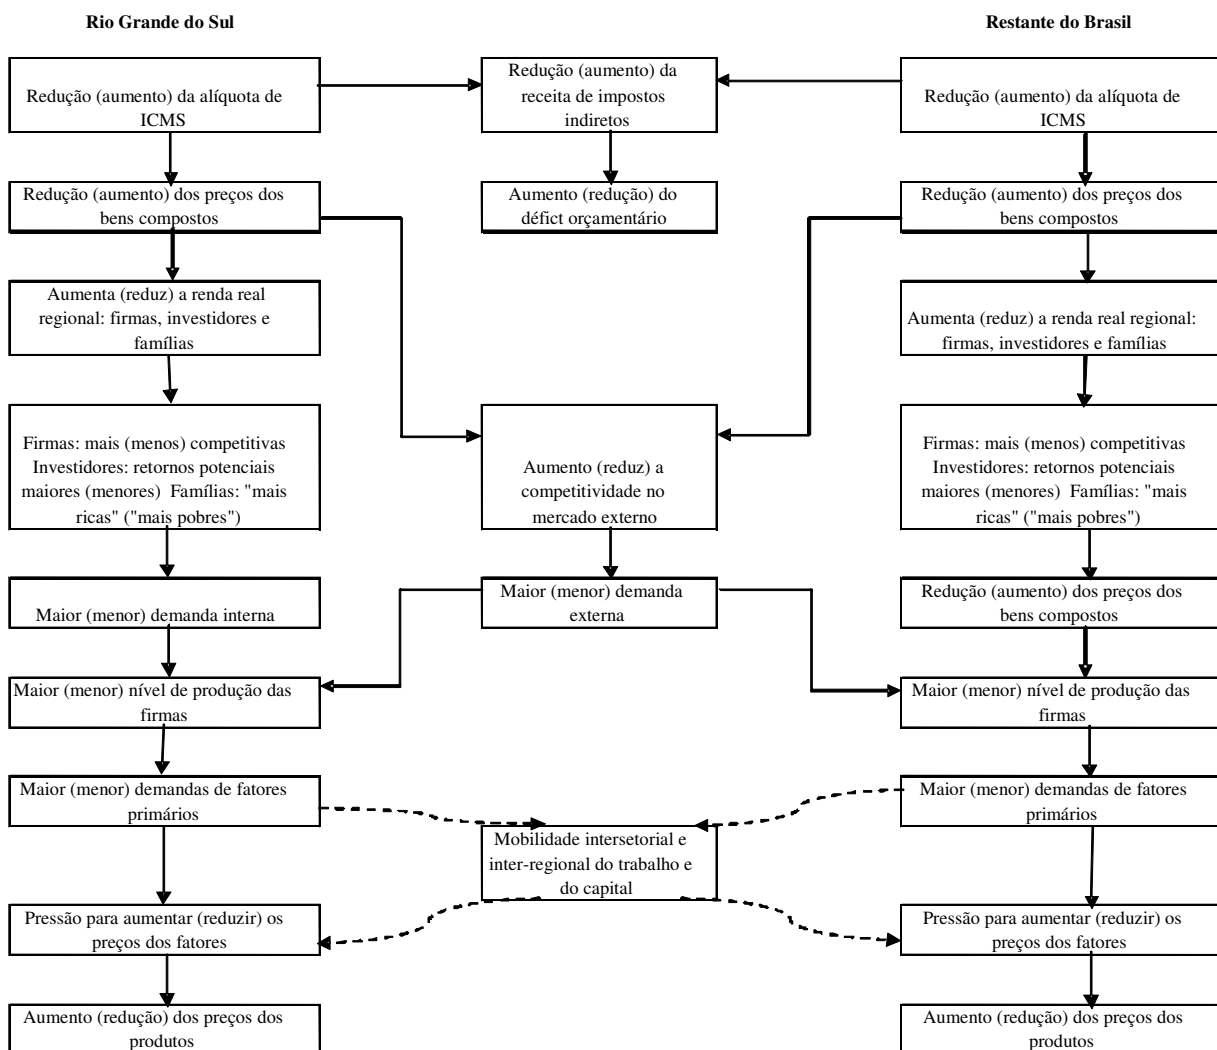 Rio Grande do Sul
Restante do Brasil
Redução (aumento) da alíquota de
ICMS
Redução (aumento) da
receita de impostos
indiretos
Redução (aumento) da alíquota de
ICMS
Redução (aumento) dos preços dos
bens compostos
Aumento (redução) do
défict orçamentário
Redução (aumento) dos preços dos
bens compostos
Aumenta (reduz) a renda real
regional: firmas, investidores e
famílias
Aumenta (reduz) a renda real regional:
firmas, investidores e famílias
Firmas: mais (menos) competitivas
Investidores: retornos potenciais
maiores (menores)  Famílias: "mais
ricas" ("mais pobres")
Aumento (reduz) a
competitividade no
mercado externo
Firmas: mais (menos) competitivas
Investidores: retornos potenciais
maiores (menores)  Famílias: "mais
ricas" ("mais pobres")
Maior (menor) demanda interna
Maior (menor) demanda
externa
Redução (aumento) dos preços dos
bens compostos
Maior (menor) nível de produção das
firmas
Maior (menor) nível de produção das
firmas
Maior (menor) demandas de fatores
primários
Maior (menor) demandas de fatores
primários
Mobilidade intersetorial e
inter-regional do trabalho e
do capital
Pressão para aumentar (reduzir) os
preços dos fatores
Pressão para aumentar (reduzir) os
preços dos fatores
Aumento (redução) dos preços dos
produtos
Aumento (redução) dos preços dos
produtos